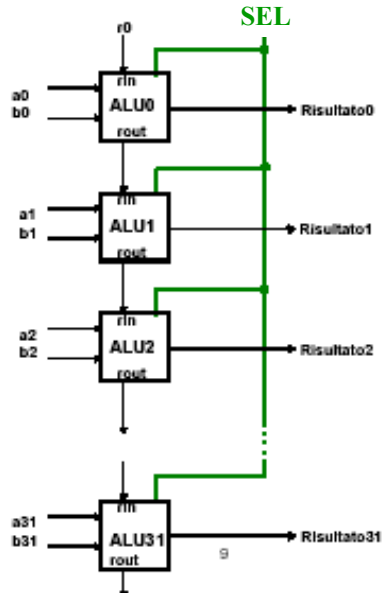 SEL
r0
rin
a0
b0
ALU0
Risultato0
rout
rin
a1
b1
ALU1
Risultato1
rout
rin
a2
b2
ALU2
Risultato2
rout
rin
a31
b31
ALU31
Risultato31
rout
9